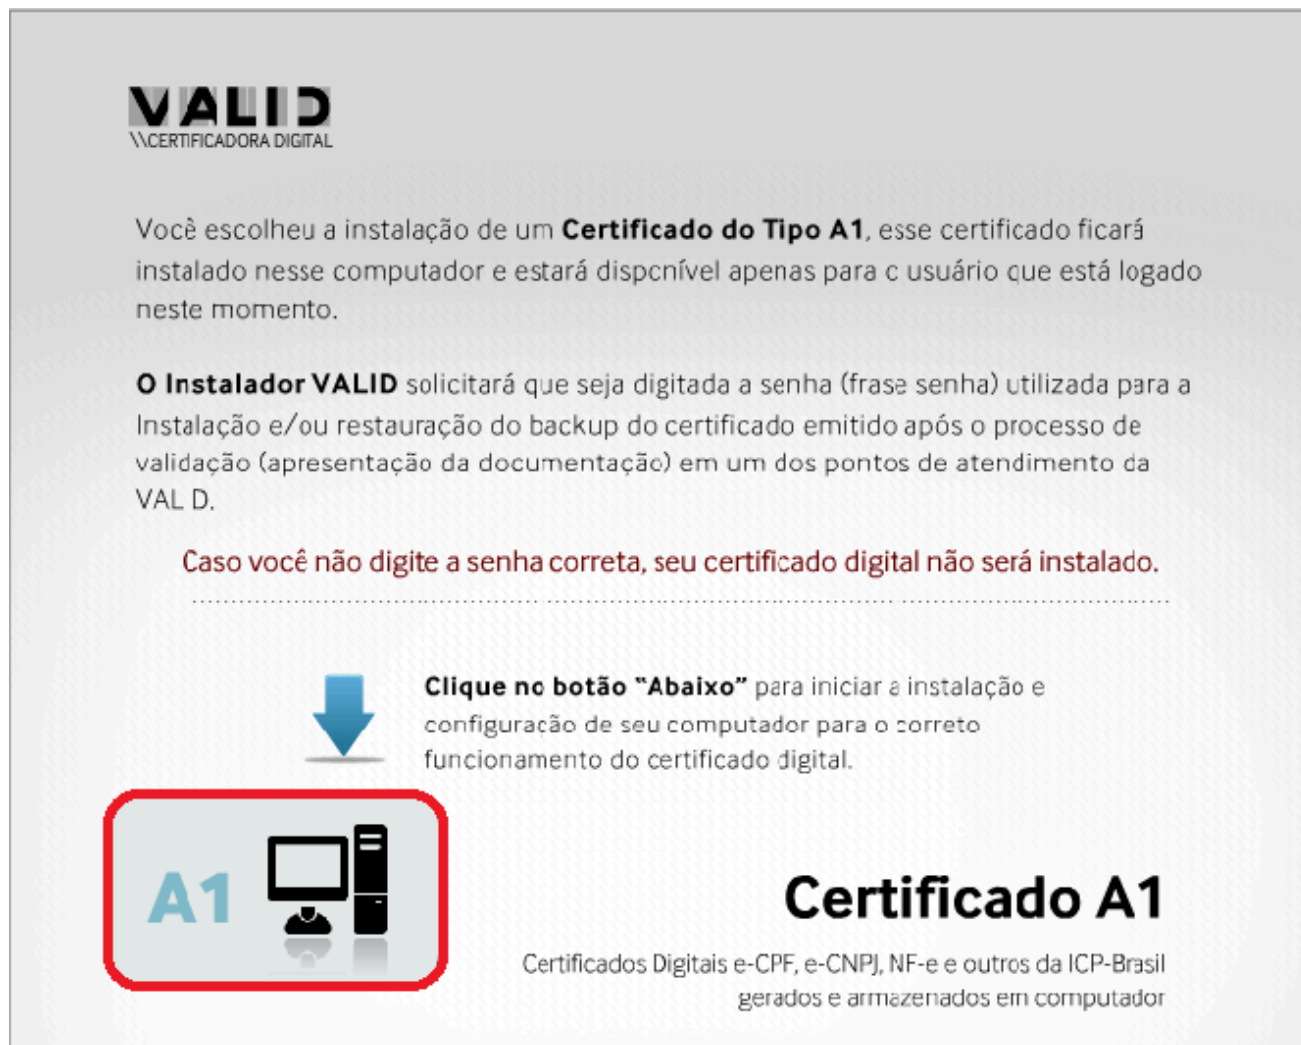 VALID
\\CERTIFICADORA DIGITAL
Você escolheu a instalação de um Certificado do Tipo A1, esse certificado ficará
instalado nesse computador e estará disponível apenas para o usuário que está logado
neste momento.
O Instalador VALID solicitará que seja digitada a senha (frase senha) utilizada para a
Instalação e/ou restauração do backup do certificado emitido após o processo de
validação (apresentação da documentação) em um dos pontos de atendimento da
VAL D.
Caso você não digite a senha correta, seu certificado digital não será instalado.
Clique no botão "Abaixo" para iniciar a instalação e
configuração de seu computador para o correto
funcionamento do certificado digital.
A1
Certificado A1
Certificados Digitais e-CPF, e-CNPJ, NF-e e outros da ICP-Brasil
gerados e armazenados em computador